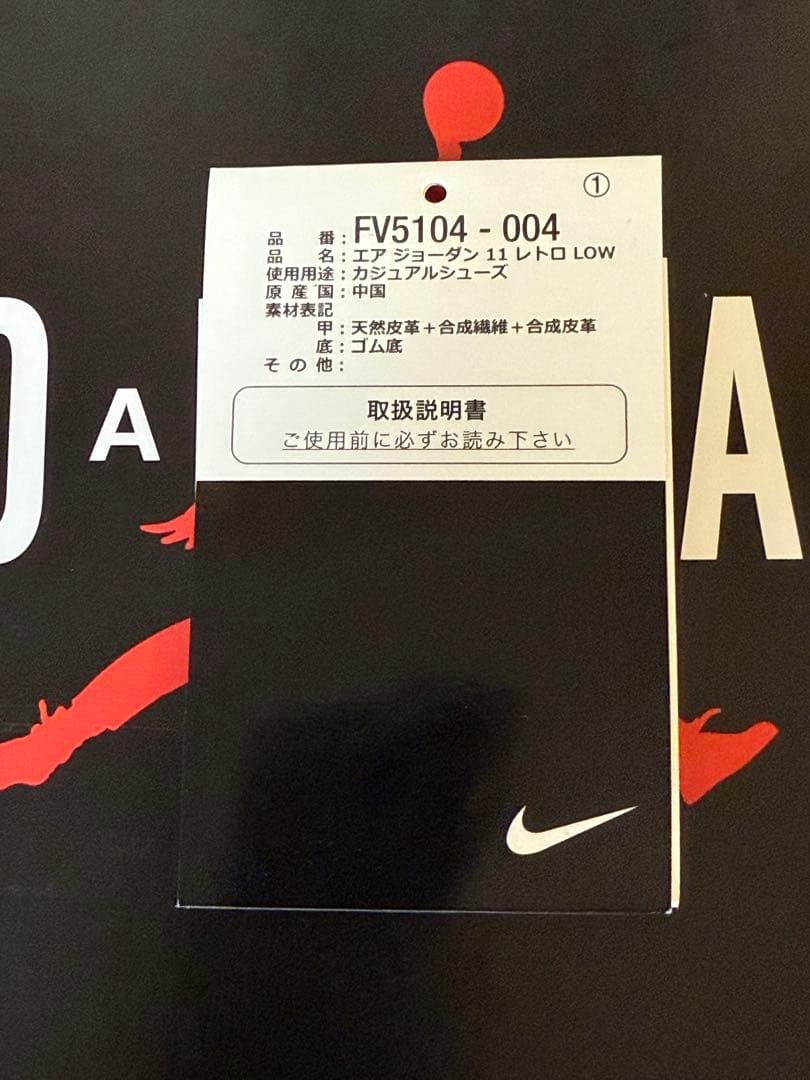 ①
品 番：FV5104 - 004
品 名：エア ジョーダン 11 レトロ LOW
使用用途：カジュアルシューズ
原 産 国：中国
素材表記
甲：天然皮革＋合成繊維＋合成皮革
底：ゴム底
そ の 他：
取扱説明書
ご使用前に必ずお読み下さい
A
A